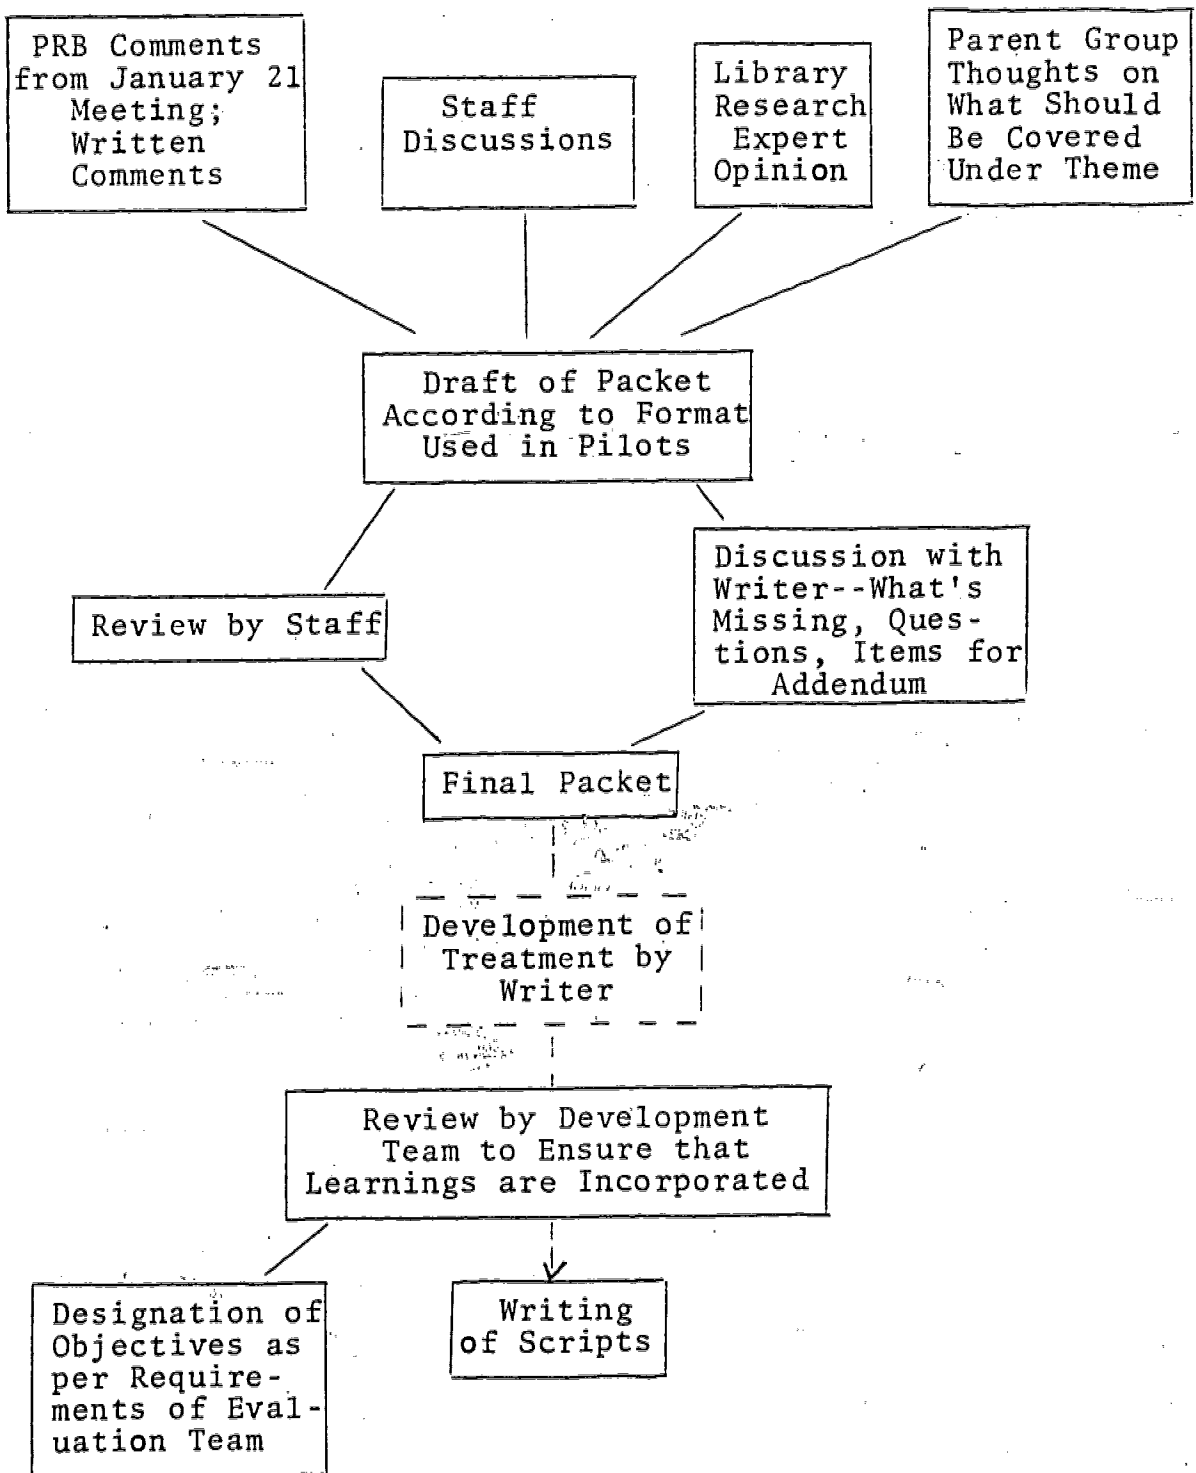 PRB Comments
from January 21
Meeting;
Written
Comments
Staff
Discussions
Library
Research
Expert
Opinion
Parent Group
Thoughts on
What Should
Be Covered
Under Theme
Draft of Packet
According to Format
Used in Pilots
Review by Staff
Discussion with
Writer--What's
Missing, Ques-
tions, Items for
Addendum
Final Packet
Development of
Treatment by
Writer
Review by Development
Team to Ensure that
Learnings are Incorporated
Designation of
Objectives as
per Require-
ments of Eval-
uation Team
Writing
of Scripts